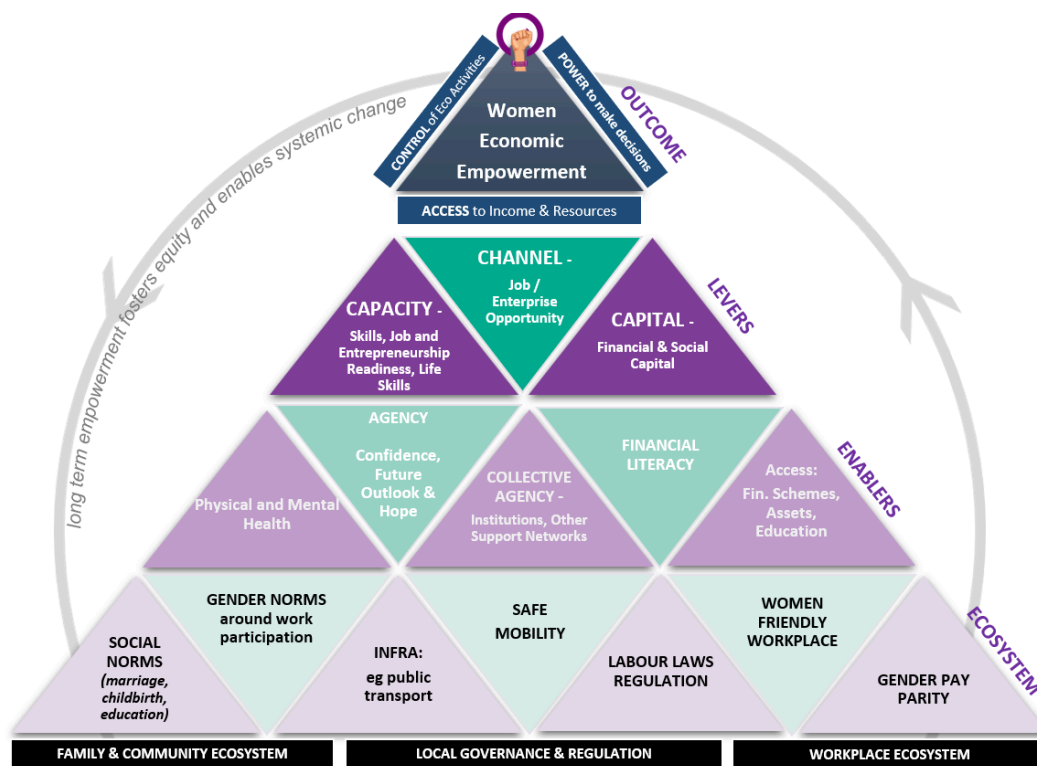 CONTROL of Eco Activities
POWER to make decisions
OUTCOME
Women
Economic
Empowerment
ACCESS to Income & Resources
long term empowerment fosters equity and enables systemic change
CAPACITY -
Skills, Job and
Entrepreneurship
Readiness, Life
Skills
CHANNEL -
Job /
Enterprise
Opportunity
CAPITAL -
Financial & Social
Capital
LEVERS
Physical and Mental
Health
AGENCY
Confidence,
Future
Outlook &
Hope
COLLECTIVE
AGENCY -
Institutions, Other
Support Networks
FINANCIAL
LITERACY
Access:
Fin. Schemes,
Assets,
Education
ENABLERS
SOCIAL
NORMS
(marriage,
childbirth,
education)
GENDER NORMS
around work
participation
INFRA:
eg public
transport
SAFE
MOBILITY
LABOUR LAWS
REGULATION
WOMEN
FRIENDLY
WORKPLACE
GENDER PAY
PARITY
ECOSYSTEM
FAMILY & COMMUNITY ECOSYSTEM
LOCAL GOVERNANCE & REGULATION
WORKPLACE ECOSYSTEM